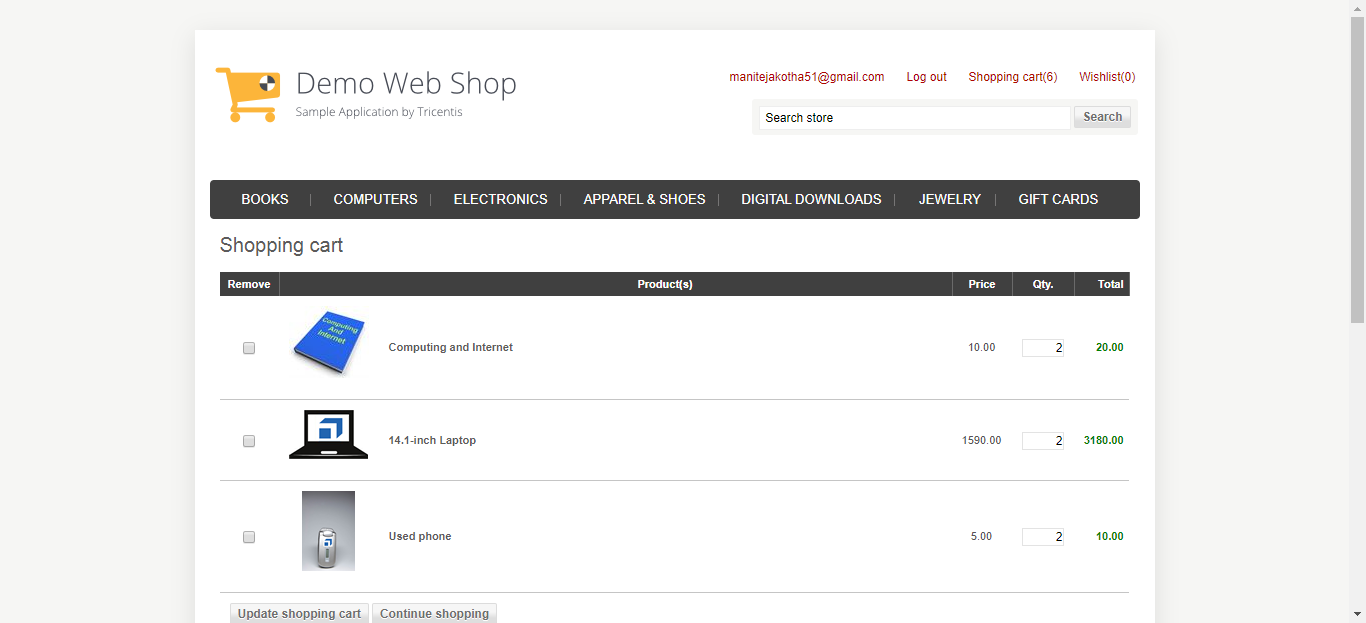 Demo Web Shop
Sample Application by Tricentis
manitejakotha51@gmail.com Log out Shopping cart(6) Wishlist(0)
Search store Search
BOOKS COMPUTERS ELECTRONICS APPAREL & SHOES DIGITAL DOWNLOADS JEWELRY GIFT CARDS
Shopping cart
Remove Product(s) Price Qty. Total
Computing
And
Internet
Computing and Internet 10.00 2 20.00
14.1-inch Laptop 1590.00 2 3180.00
Used phone 5.00 2 10.00
Update shopping cart Continue shopping